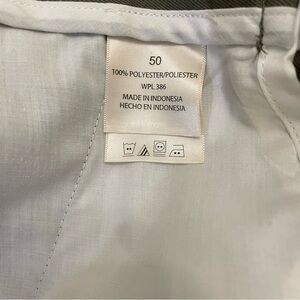 50
100% POLYESTER/POLIESTER
WPL 386
MADE IN INDONESIA
HECHO EN INDONESIA